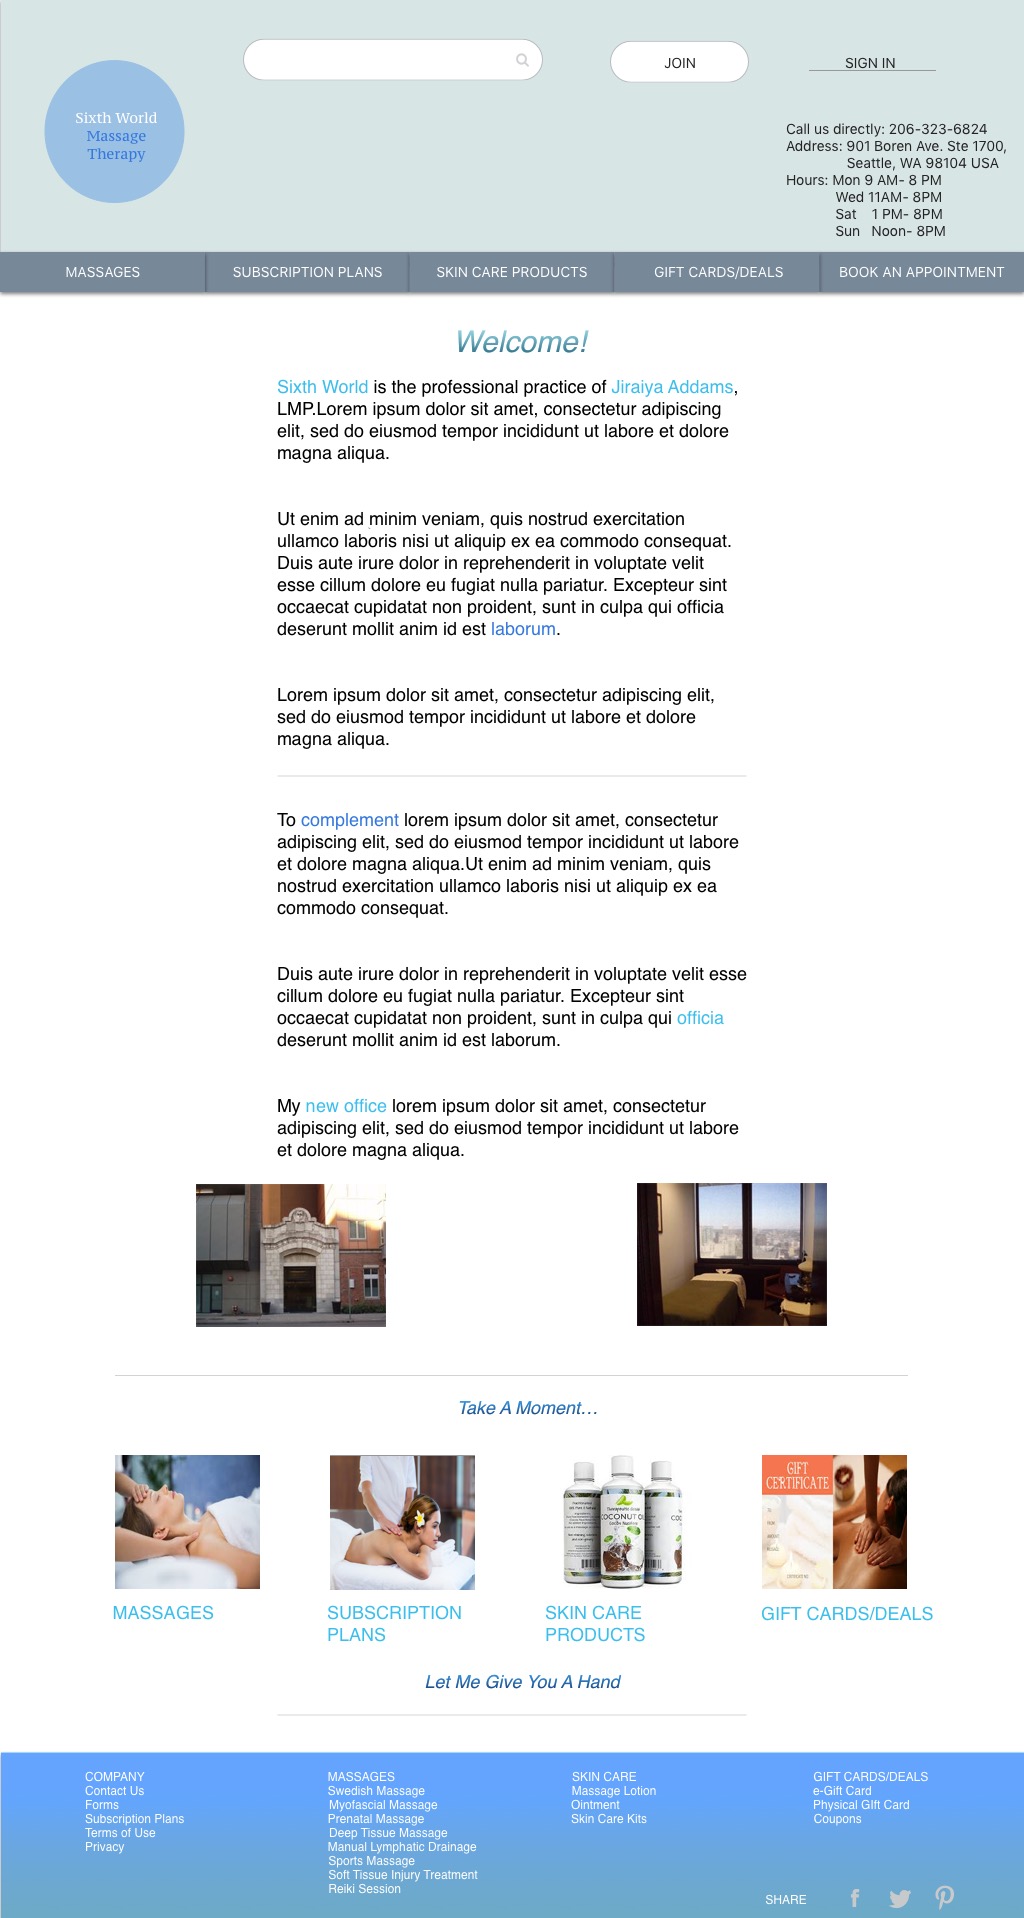 JOIN
SIGN IN
Sixth World
Massage
Therapy
Call us directly: 206-323-6824
Address: 901 Boren Ave. Ste 1700,
Seattle, WA 98104 USA
Hours: Mon 9 AM- 8 PM
Wed 11AM- 8PM
Sat 1 PM- 8PM
Sun Noon- 8PM
MASSAGES
SUBSCRIPTION PLANS
SKIN CARE PRODUCTS
GIFT CARDS/DEALS
BOOK AN APPOINTMENT
Welcome!
Sixth World is the professional practice of Jiraiya Addams,
LMP.Lorem ipsum dolor sit amet, consectetur adipiscing
elit, sed do eiusmod tempor incididunt ut labore et dolore
magna aliqua.
Ut enim ad minim veniam, quis nostrud exercitation
ullamco laboris nisi ut aliquip ex ea commodo consequat.
Duis aute irure dolor in reprehenderit in voluptate velit
esse cillum dolore eu fugiat nulla pariatur. Excepteur sint
occaecat cupidatat non proident, sunt in culpa qui officia
deserunt mollit anim id est laborum.
Lorem ipsum dolor sit amet, consectetur adipiscing elit,
sed do eiusmod tempor incididunt ut labore et dolore
magna aliqua.
To complement lorem ipsum dolor sit amet, consectetur
adipiscing elit, sed do eiusmod tempor incididunt ut labore
et dolore magna aliqua.Ut enim ad minim veniam, quis
nostrud exercitation ullamco laboris nisi ut aliquip ex ea
commodo consequat.
Duis aute irure dolor in reprehenderit in voluptate velit esse
cillum dolore eu fugiat nulla pariatur. Excepteur sint
occaecat cupidatat non proident, sunt in culpa qui officia
deserunt mollit anim id est laborum.
My new office lorem ipsum dolor sit amet, consectetur
adipiscing elit, sed do eiusmod tempor incididunt ut labore
et dolore magna aliqua.
Take A Moment...
COCONUT OIL
GIFT
CERTIFICATE
MASSAGES
SUBSCRIPTION
PLANS
SKIN CARE
PRODUCTS
GIFT CARDS/DEALS
Let Me Give You A Hand
COMPANY
Contact Us
Forms
Subscription Plans
Terms of Use
Privacy
MASSAGES
Swedish Massage
Myofascial Massage
Prenatal Massage
Deep Tissue Massage
Manual Lymphatic Drainage
Sports Massage
Soft Tissue Injury Treatment
Reiki Session
SKIN CARE
Massage Lotion
Ointment
Skin Care Kits
GIFT CARDS/DEALS
e-Gift Card
Physical GIft Card
Coupons
SHARE